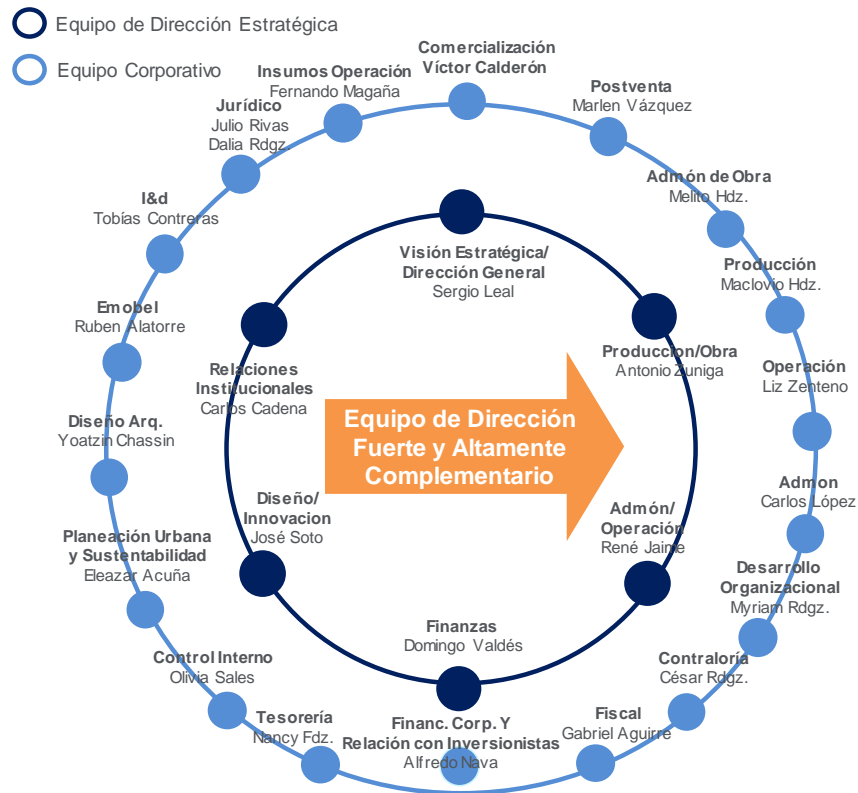 Equipo de Dirección Estratégica
Equipo Corporativo
Comercialización
Víctor Calderón
Insumos Operación
Fernando Magaña
Postventa
Marlen Vázquez
Jurídico
Julio Rivas
Dalia Rdgz.
Admón de Obra
Melito Hdz.
I&d
Tobías Contreras
Visión Estratégica/
Dirección General
Sergio Leal
Producción
Maclovio Hdz.
Emobel
Ruben Alatorre
Relaciones
Institucionales
Carlos Cadena
Produccion/Obra
Antonio Zuniga
Operación
Liz Zenteno
Equipo de Dirección
Fuerte y Altamente
Complementario
Diseño Arq.
Yoatzin Chassin
Diseño/
Innovacion
José Soto
Admón/
Operación
René Jaime
Admon
Carlos López
Planeación Urbana
y Sustentabilidad
Eleazar Acuña
Desarrollo
Organizacional
Myriam Rdgz.
Finanzas
Domingo Valdés
Control Interno
Olivia Sales
Contraloría
César Rdgz.
Tesorería
Nancy Fdz.
Financ. Corp. Y
Relación con Inversionistas
Alfredo Nava
Fiscal
Gabriel Aguirre